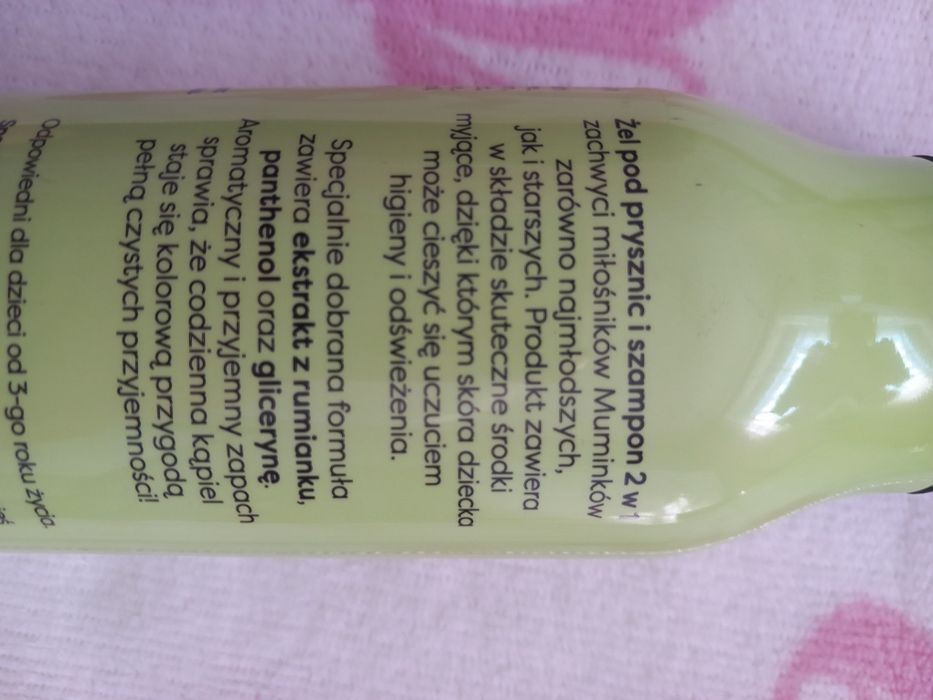 żel pod prysznic i szampon 2 w 1
zachwyci miłośników Muminków
zarówno najmłodszych,
jak i starszych. Produkt zawiera
w składzie skuteczne środki
myjące, dzięki którym skóra dziecka
może cieszyć się uczuciem
higieny i odświeżenia.
Specjalnie dobrana formuła
zawiera ekstrakt z rumianku,
panthenol oraz glicerynę.
Aromatyczny i przyjemny zapach
sprawia, że codzienna kąpiel
staje się kolorową przygodą
pełną czystych przyjemności!
Odpowiedni dla dzieci od 3-go roku życia.